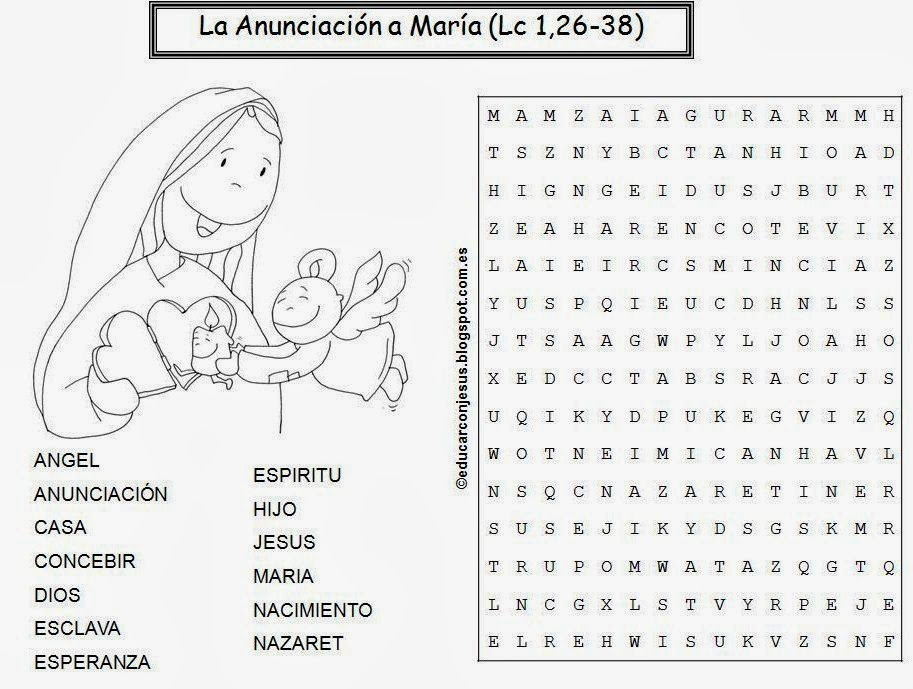 La Anunciación a María (Lc 1,26-38)
M A M Z A I A G U R A R M M H
T S Z N Y B C T A N H I O A D
H I G N G E I D U S J B U R T
Z E A H A R E N C O T E V I X
L A I E I R C S M I N C I A Z
Y U S P Q I E U C D H N L S S
J T S A A G W P Y L J O A H O
X E D C C T A B S R A C J J S
U Q I K Y D P U K E G V I Z Q
W O T N E I M I C A N H A V L
N S Q C N A Z A R E T I N E R
S U S E J I K Y D S G S K M R
T R U P O M W A T A Z Q G T Q
L N C G X L S T V Y R P E J E
E L R E H W I S U K V Z S N F
©educarconjesus.blogspot.com.es
ANGEL
ANUNCIACIÓN
CASA
CONCEBIR
DIOS
ESCLAVA
ESPERANZA
ESPIRITU
HIJO
JESUS
MARIA
NACIMIENTO
NAZARET